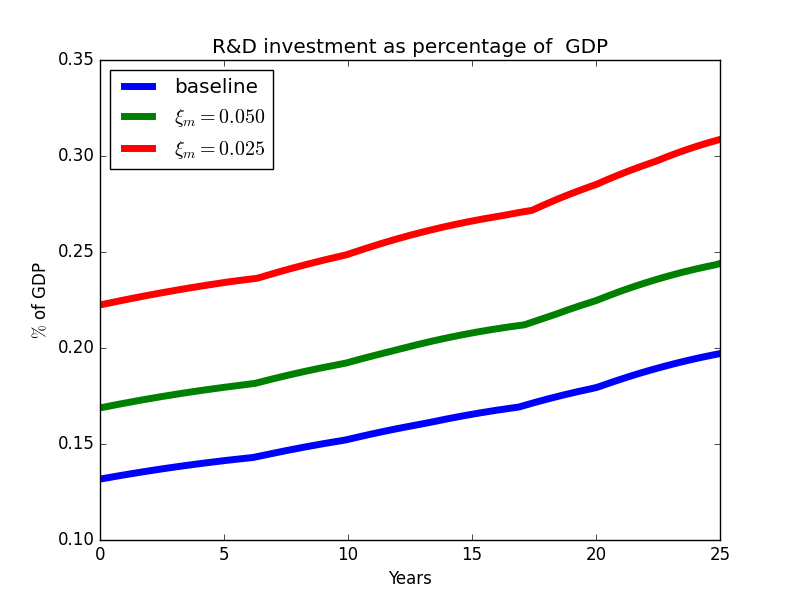 R&D investment as percentage of  GDP
baseline
ξₘ = 0.050
ξₘ = 0.025
% of GDP
0.35
0.30
0.25
0.20
0.15
0.10
0 5 10 15 20 25
Years